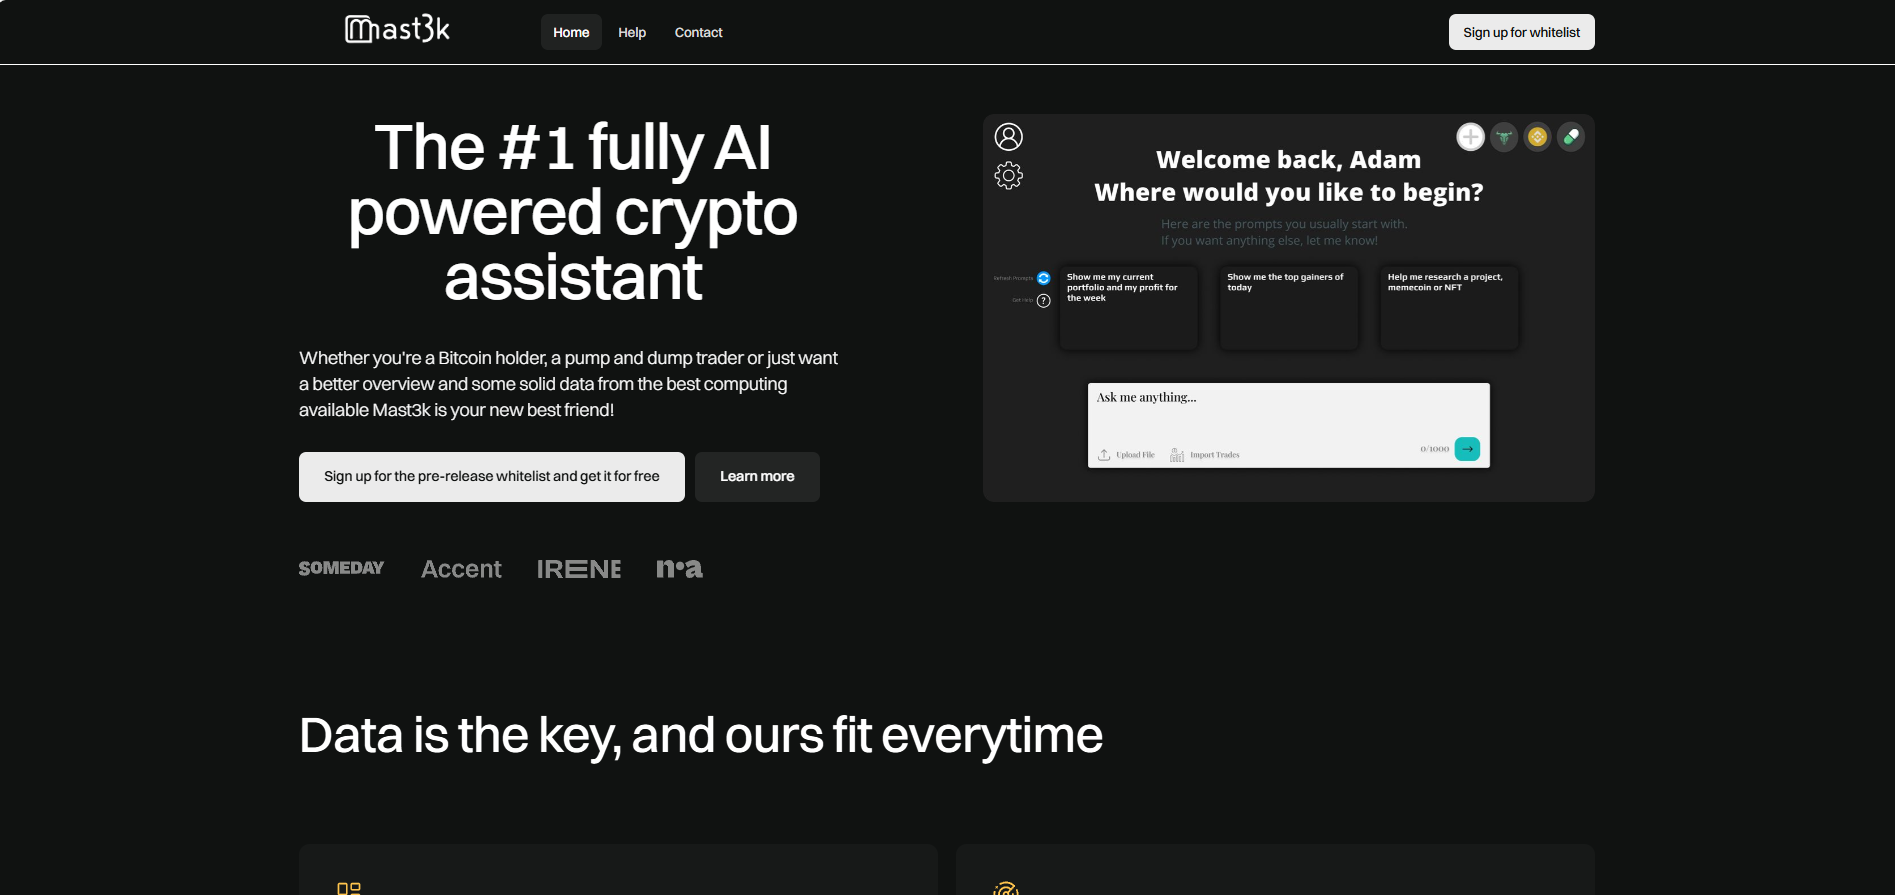 Mast3k
Home
Help
Contact
Sign up for whitelist
The #1 fully AI
powered crypto
assistant
Whether you're a Bitcoin holder, a pump and dump trader or just want
a better overview and some solid data from the best computing
available Mast3k is your new best friend!
Sign up for the pre-release whitelist and get it for free
Learn more
SOMEDAY
Accent
IRENE
n•a
Welcome back, Adam
Where would you like to begin?
Here are the prompts you usually start with.
If you want anything else, let me know!
Refresh Prompts
Get Help
Show me my current
portfolio and my profit for
the week
Show me the top gainers of
today
Help me research a project,
memecoin or NFT
Ask me anything...
Upload File
Import Trades
0/1000
Data is the key, and ours fit everytime